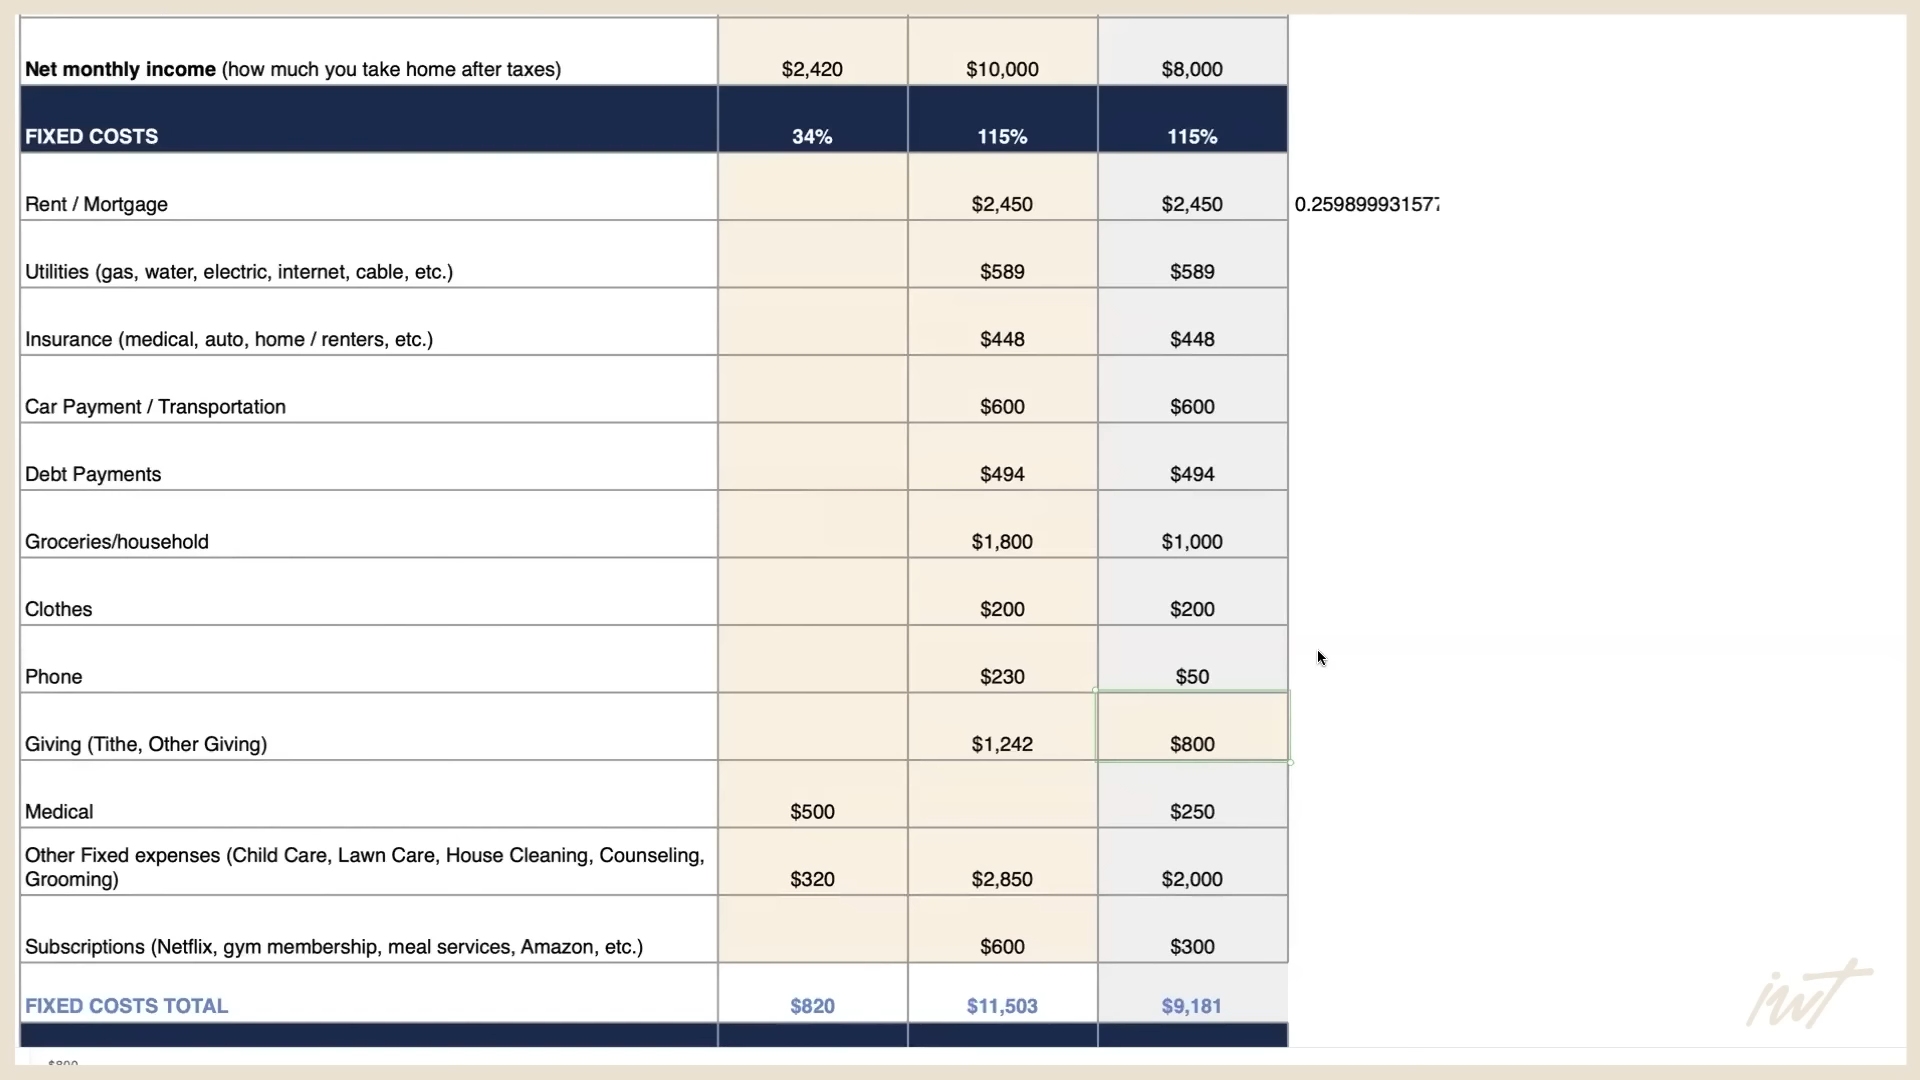 Net monthly income (how much you take home after taxes) $2,420 $10,000 $8,000
FIXED COSTS 34% 115% 115%
Rent / Mortgage $2,450 $2,450 0.259899931577
Utilities (gas, water, electric, internet, cable, etc.) $589 $589
Insurance (medical, auto, home / renters, etc.) $448 $448
Car Payment / Transportation $600 $600
Debt Payments $494 $494
Groceries/household $1,800 $1,000
Clothes $200 $200
Phone $230 $50
Giving (Tithe, Other Giving) $1,242 $800
Medical $500 $250
Other Fixed expenses (Child Care, Lawn Care, House Cleaning, Counseling,
Grooming) $320 $2,850 $2,000
Subscriptions (Netflix, gym membership, meal services, Amazon, etc.) $600 $300
FIXED COSTS TOTAL $820 $11,503 $9,181
iwt